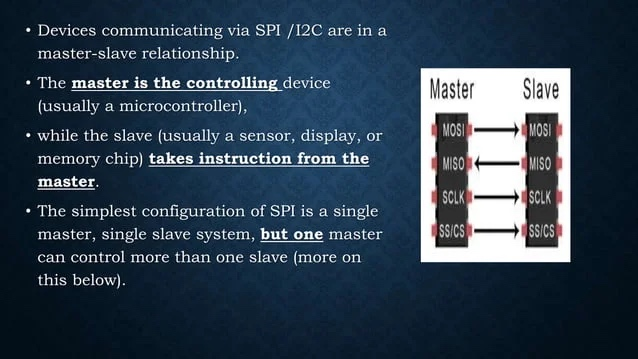 • Devices communicating via SPI /I2C are in a
master-slave relationship.
• The master is the controlling device
(usually a microcontroller),
• while the slave (usually a sensor, display, or
memory chip) takes instruction from the
master.
• The simplest configuration of SPI is a single
master, single slave system, but one master
can control more than one slave (more on
this below).
Master Slave
MOSI MOSI
MISO MISO
SCLK SCLK
SS/CS SS/CS